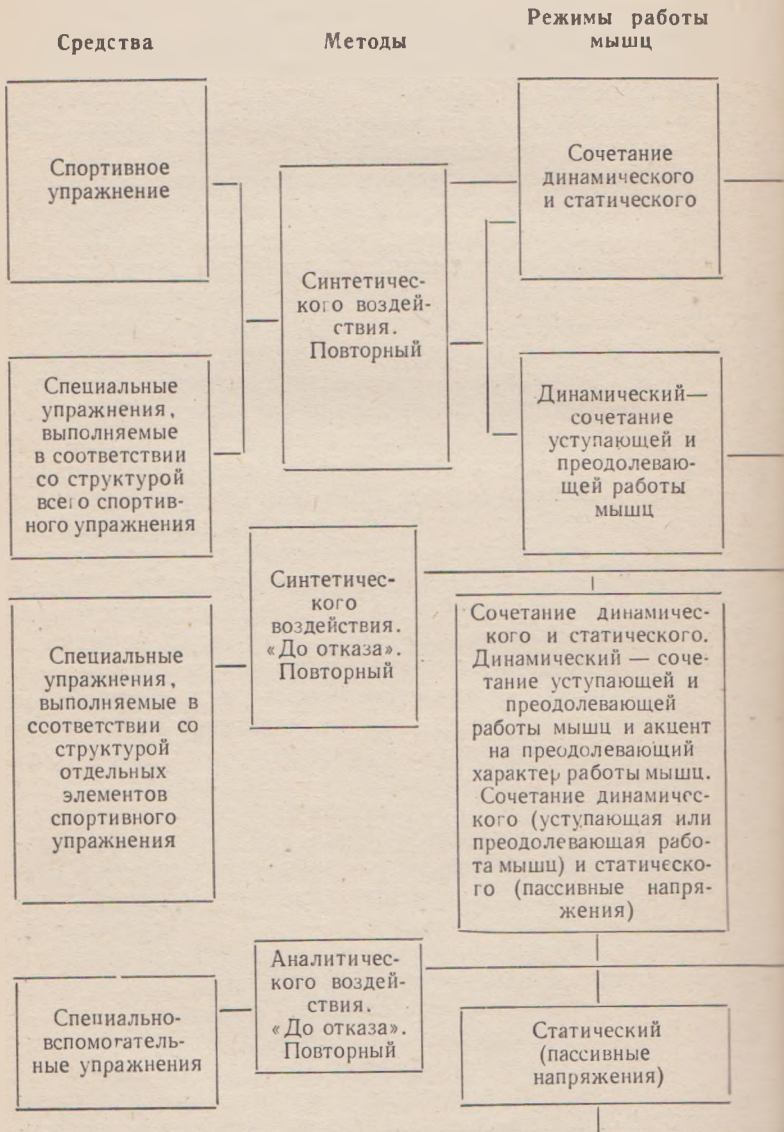 Средства
Методы
Режимы работы
мышц
Спортивное
упражнение
Синтетичес-
кого воздей-
ствия.
Повторный
Сочетание
динамического
и статического
Специальные
упражнения,
выполняемые
в соответствии
со структурой
всего спортив-
ного упражнения
Динамический—
сочетание
уступающей и
преодолеваю-
щей работы
мышц
Синтетичес-
кого
воздействия.
«До отказа».
Повторный
Специальные
упражнения,
выполняемые в
соответствии со
структурой
отдельных
элементов
спортивного
упражнения
Сочетание динамичес-
кого и статического.
Динамический — соче-
тание уступающей и
преодолевающей
работы мышц и акцент
на преодолевающий
характер работы мышц.
Сочетание динамичес-
кого (уступающая или
преодолевающая рабо-
та мышц) и статическо-
го (пассивные напря-
жения)
Аналитичес-
кого воздей-
ствия.
«До отказа».
Повторный
Специально-
вспомогатель-
ные упражнения
Статический
(пассивные
напряжения)